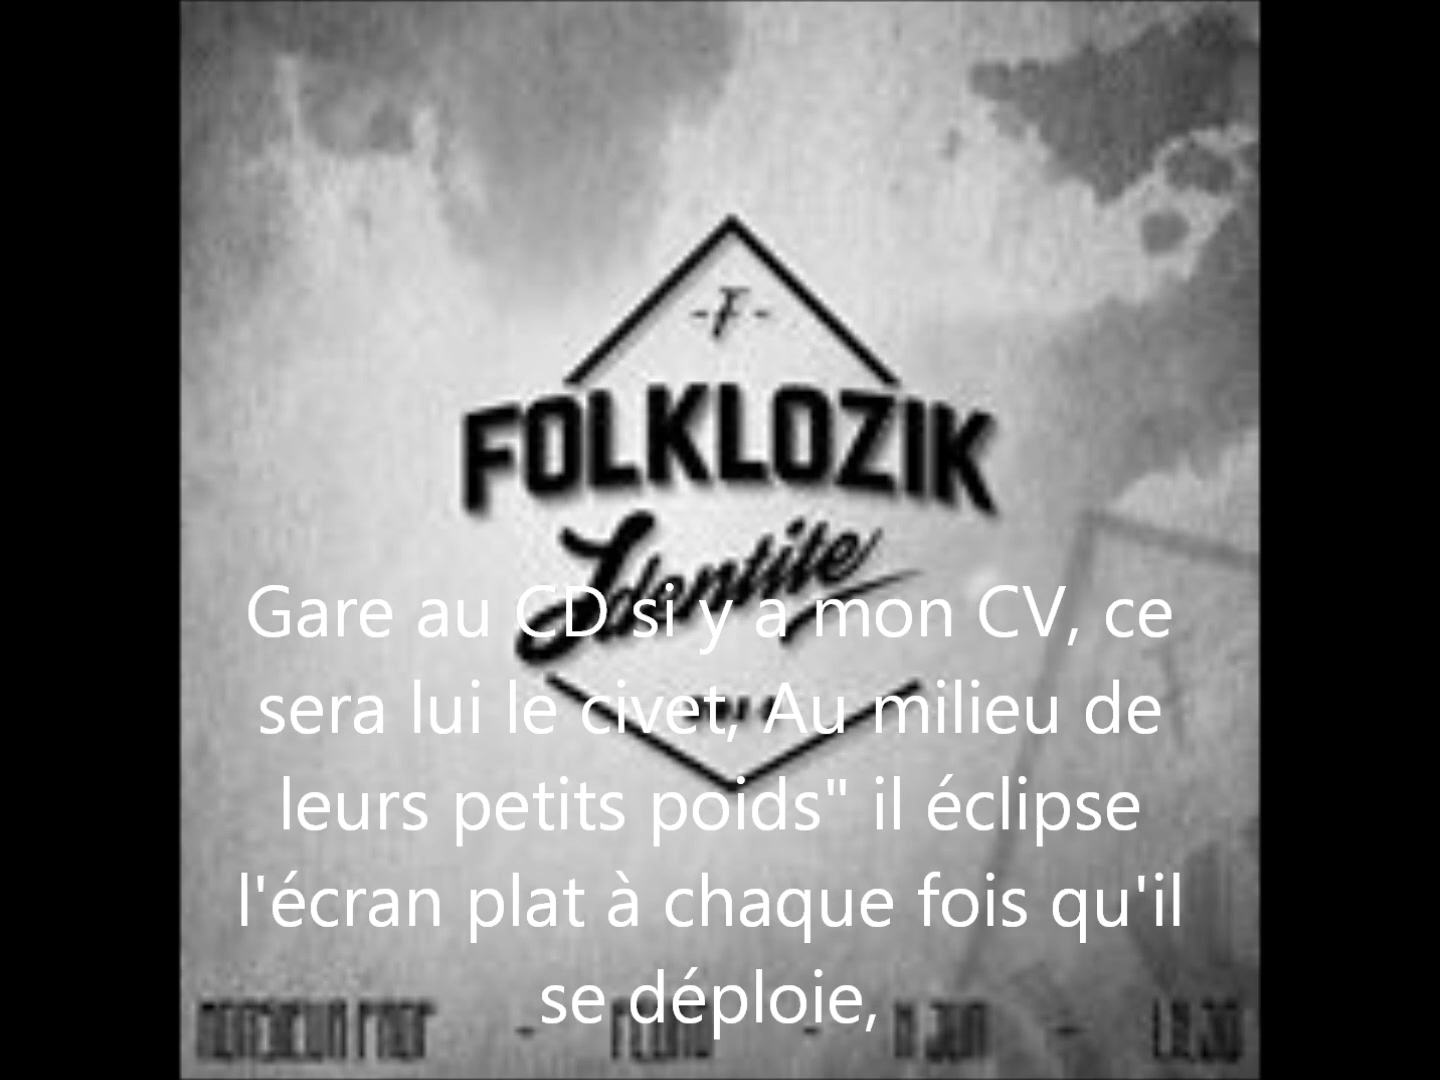 -F-
FOLKLOZIK
Identite
Gare au CD si y a mon CV, ce
sera lui le civet, Au milieu de
leurs petits poids" il éclipse
l'écran plat à chaque fois qu'il
se déploie,